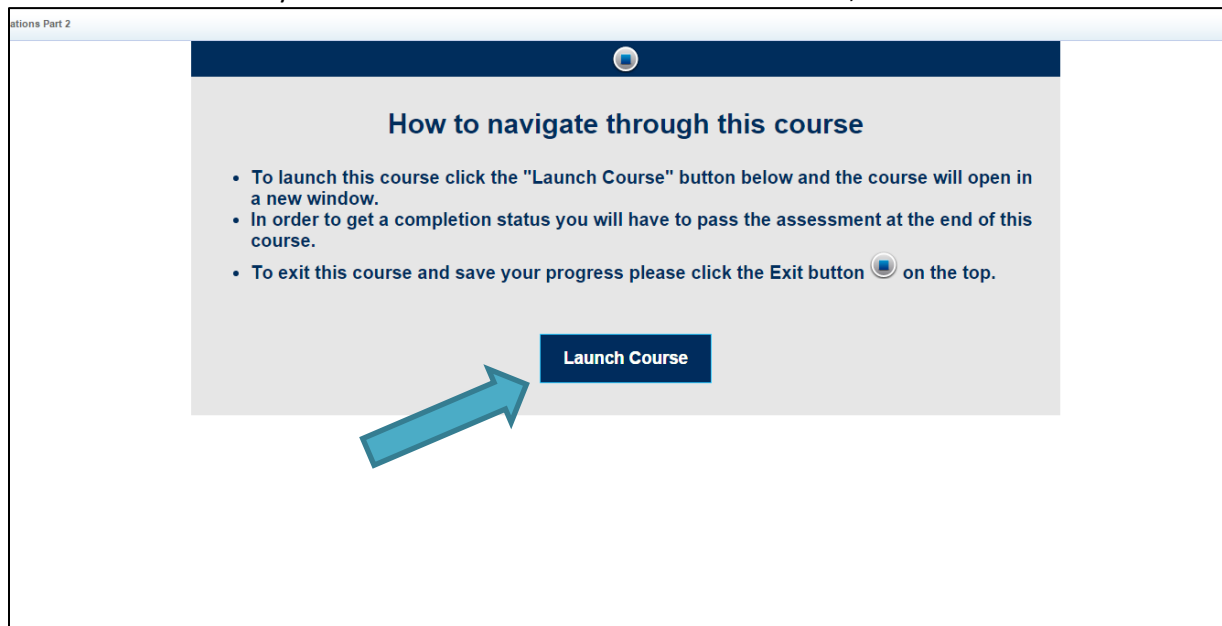 ations Part 2
How to navigate through this course
• To launch this course click the "Launch Course" button below and the course will open in
a new window.
• In order to get a completion status you will have to pass the assessment at the end of this
course.
• To exit this course and save your progress please click the Exit button on the top.
Launch Course